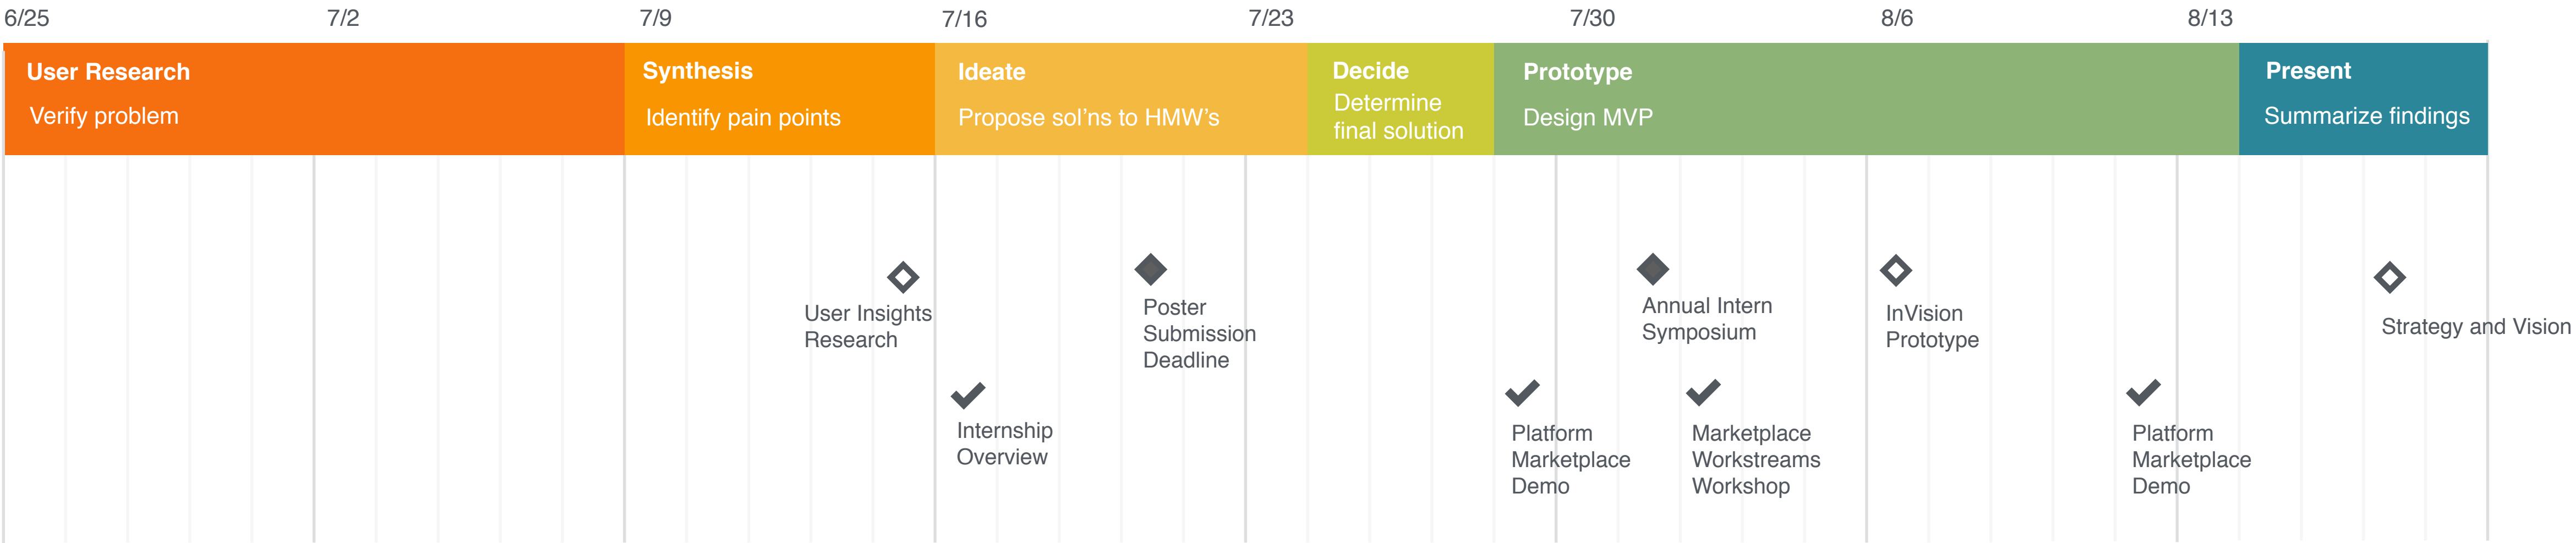 6/25 7/2 7/9 7/16 7/23 7/30 8/6 8/13
User Research
Verify problem
Synthesis
Identify pain points
Ideate
Propose sol'ns to HMW's
Decide
Determine
final solution
Prototype
Design MVP
Present
Summarize findings
User Insights
Research
Poster
Submission
Deadline
Annual Intern
Symposium
InVision
Prototype
Strategy and Vision
Internship
Overview
Platform
Marketplace
Demo
Marketplace
Workstreams
Workshop
Platform
Marketplace
Demo